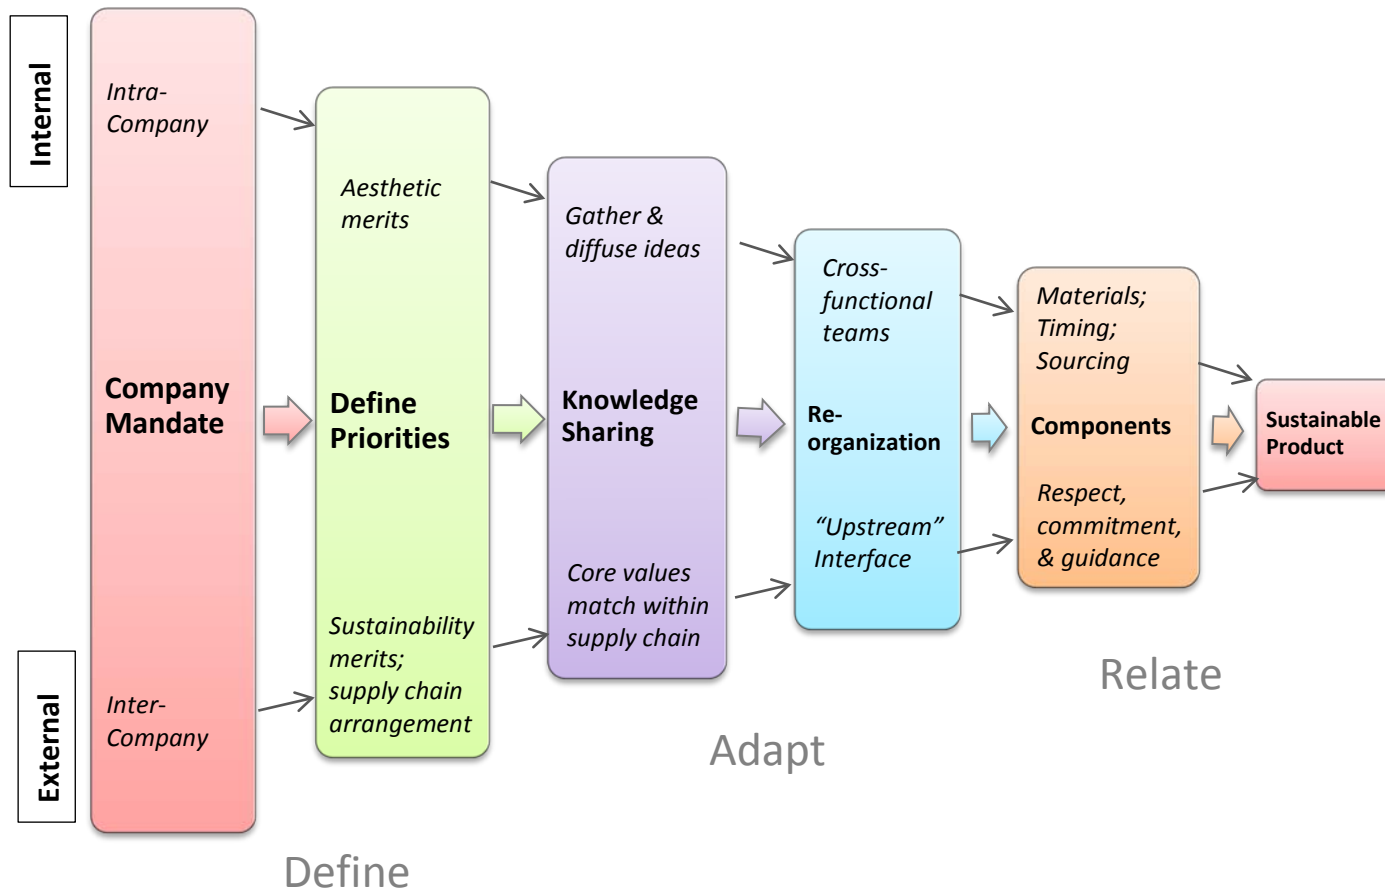 Internal
External
Intra-
Company
Company
Mandate
Inter-
Company
Aesthetic
merits
Define
Priorities
Sustainability
merits;
supply chain
arrangement
Gather &
diffuse ideas
Knowledge
Sharing
Core values
match within
supply chain
Cross-
functional
teams
Re-
organization
“Upstream”
Interface
Materials;
Timing;
Sourcing
Components
Respect,
commitment,
& guidance
Sustainable
Product
Define
Adapt
Relate